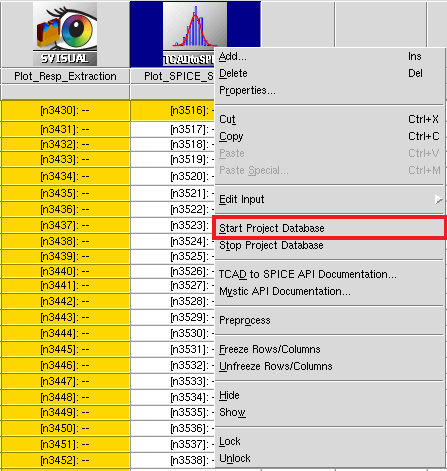 SVISUAL
TCADtoSP
Plot_Resp_Extraction
Plot_SPICE_S
[n3430]: --
[n3431]: --
[n3432]: --
[n3433]: --
[n3434]: --
[n3435]: --
[n3436]: --
[n3437]: --
[n3438]: --
[n3439]: --
[n3440]: --
[n3441]: --
[n3442]: --
[n3443]: --
[n3444]: --
[n3445]: --
[n3446]: --
[n3447]: --
[n3448]: --
[n3449]: --
[n3450]: --
[n3451]: --
[n3452]: --
[n3516]: -
[n3517]: -
[n3518]: -
[n3519]: -
[n3520]: -
[n3521]: -
[n3522]: -
[n3523]: -
[n3524]: -
[n3525]: -
[n3526]: -
[n3527]: -
[n3528]: -
[n3529]: -
[n3530]: -
[n3531]: -
[n3532]: -
[n3533]: -
[n3534]: -
[n3535]: -
[n3536]: -
[n3537]: -
[n3538]: -
Add... Ins
Delete Del
Properties...
Cut Ctrl+X
Copy Ctrl+C
Paste Ctrl+V
Paste Special... Ctrl+M
Edit Input
Start Project Database
Stop Project Database
TCAD to SPICE API Documentation...
Mystic API Documentation...
Preprocess
Freeze Rows/Columns
Unfreeze Rows/Columns
Hide
Show
Lock
Unlock